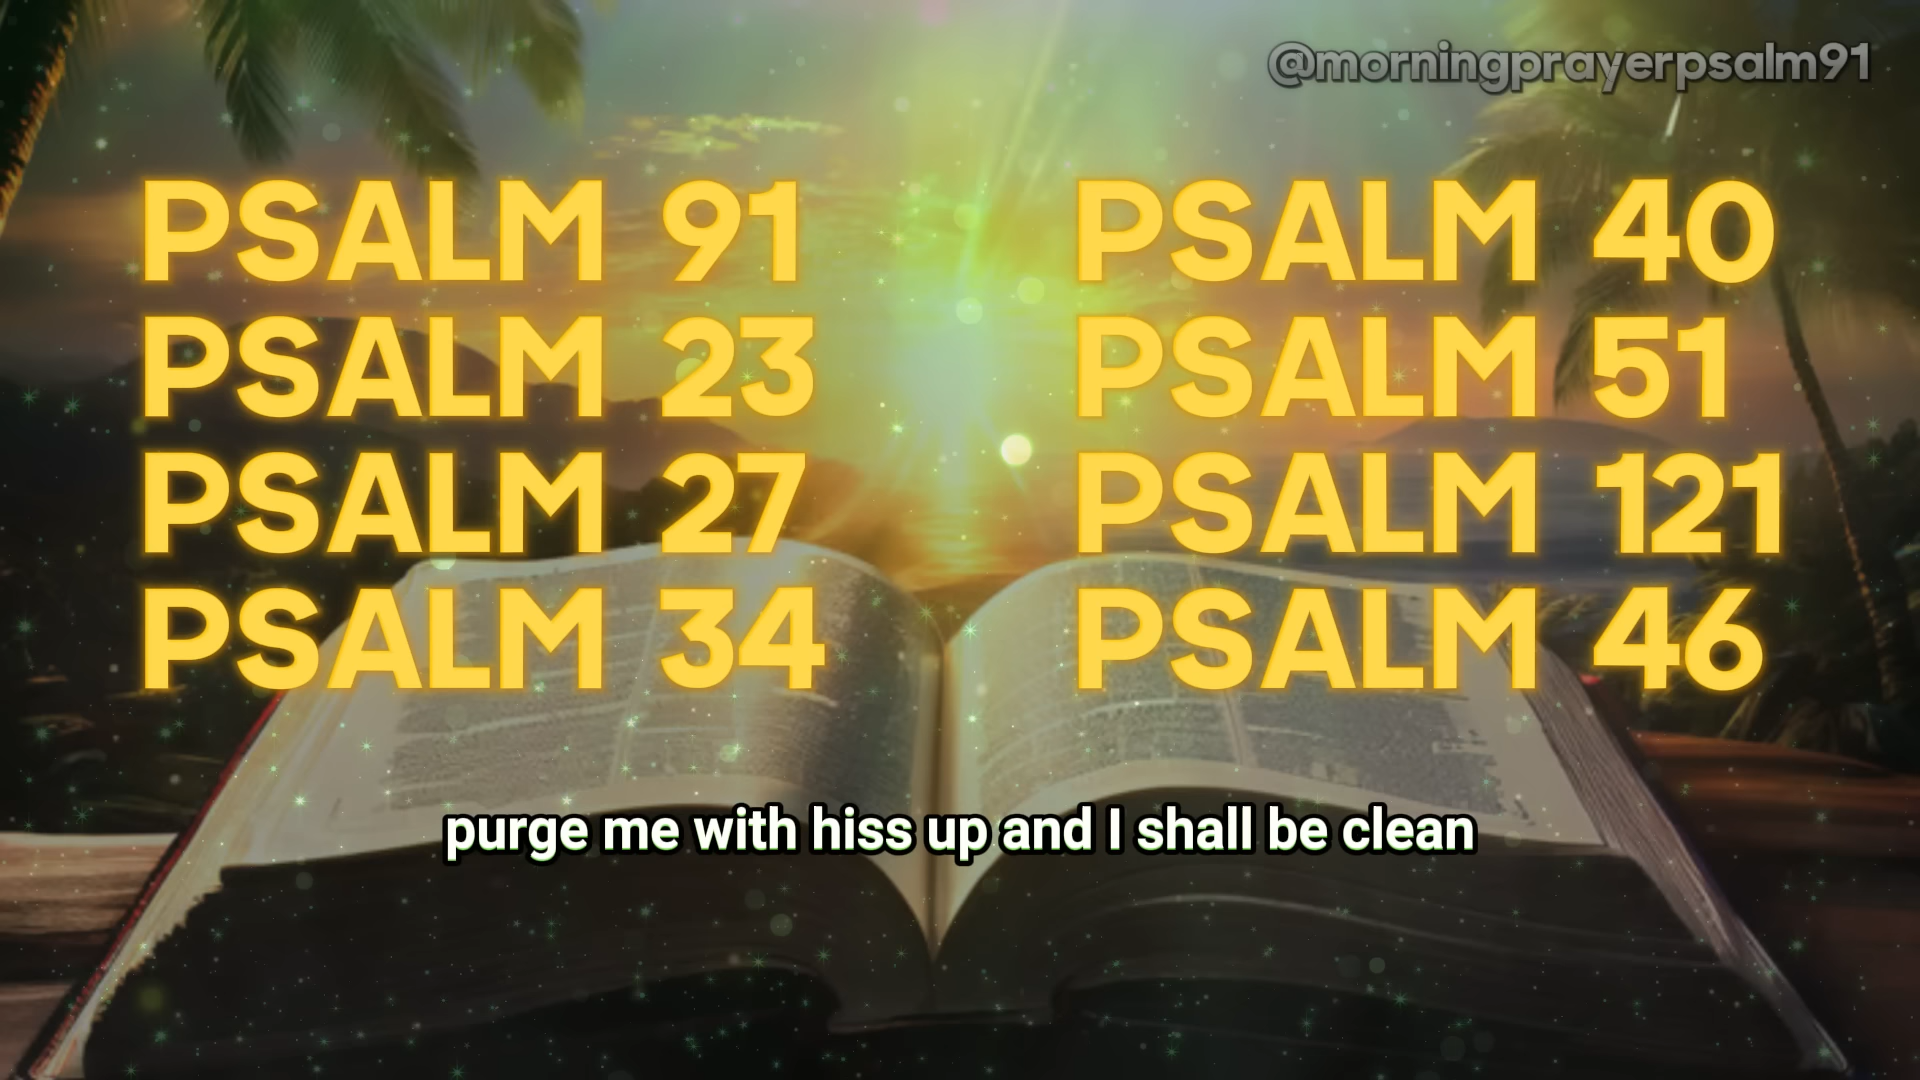 @morningprayerpsalm91
PSALM 91
PSALM 23
PSALM 27
PSALM 34
PSALM 40
PSALM 51
PSALM 121
PSALM 46
purge me with hiss up and I shall be clean